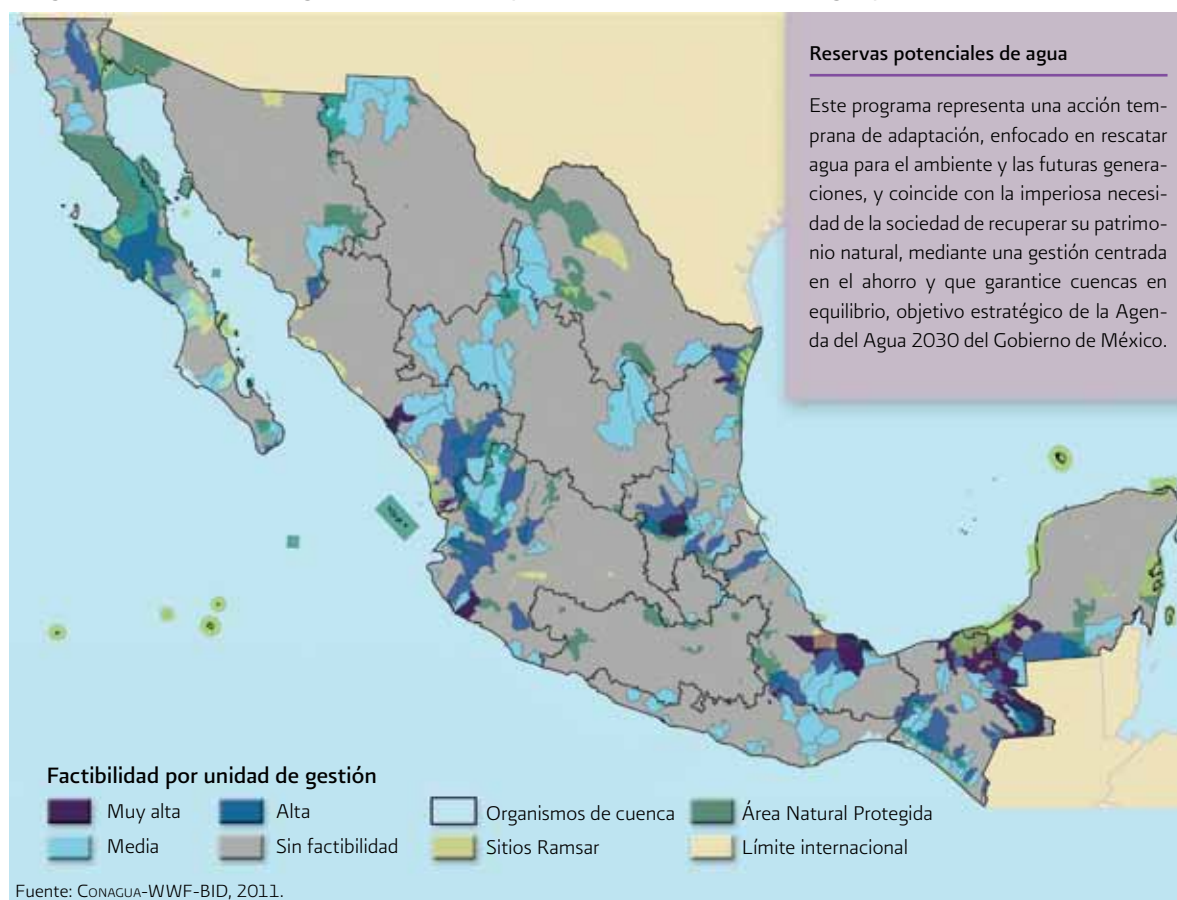 Reservas potenciales de agua
Este programa representa una acción tem-
prana de adaptación, enfocado en rescatar
agua para el ambiente y las futuras genera-
ciones, y coincide con la imperiosa necesi-
dad de la sociedad de recuperar su patrimo-
nio natural, mediante una gestión centrada
en el ahorro y que garantice cuencas en
equilibrio, objetivo estratégico de la Agen-
da del Agua 2030 del Gobierno de México.
Factibilidad por unidad de gestión
Muy alta
Alta
Organismos de cuenca
Área Natural Protegida
Media
Sin factibilidad
Sitios Ramsar
Límite internacional
Fuente: CONAGUA-WWF-BID, 2011.